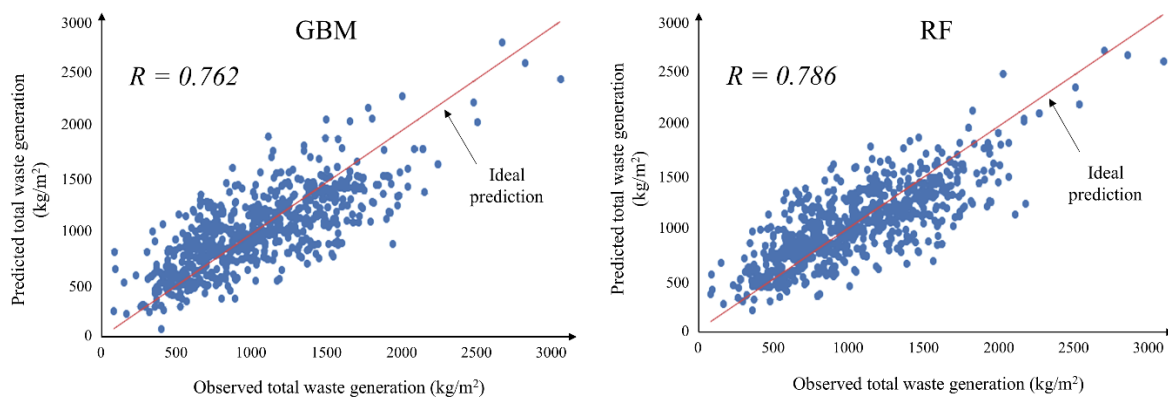 GBM
R = 0.762
Ideal
prediction
Predicted total waste generation
(kg/m²)
3000
2500
2000
1500
1000
500
0
0 500 1000 1500 2000 2500 3000
Observed total waste generation (kg/m²)
RF
R = 0.786
Ideal
prediction
Predicted total waste generation
(kg/m²)
3000
2500
2000
1500
1000
500
0
0 500 1000 1500 2000 2500 3000
Observed total waste generation (kg/m²)